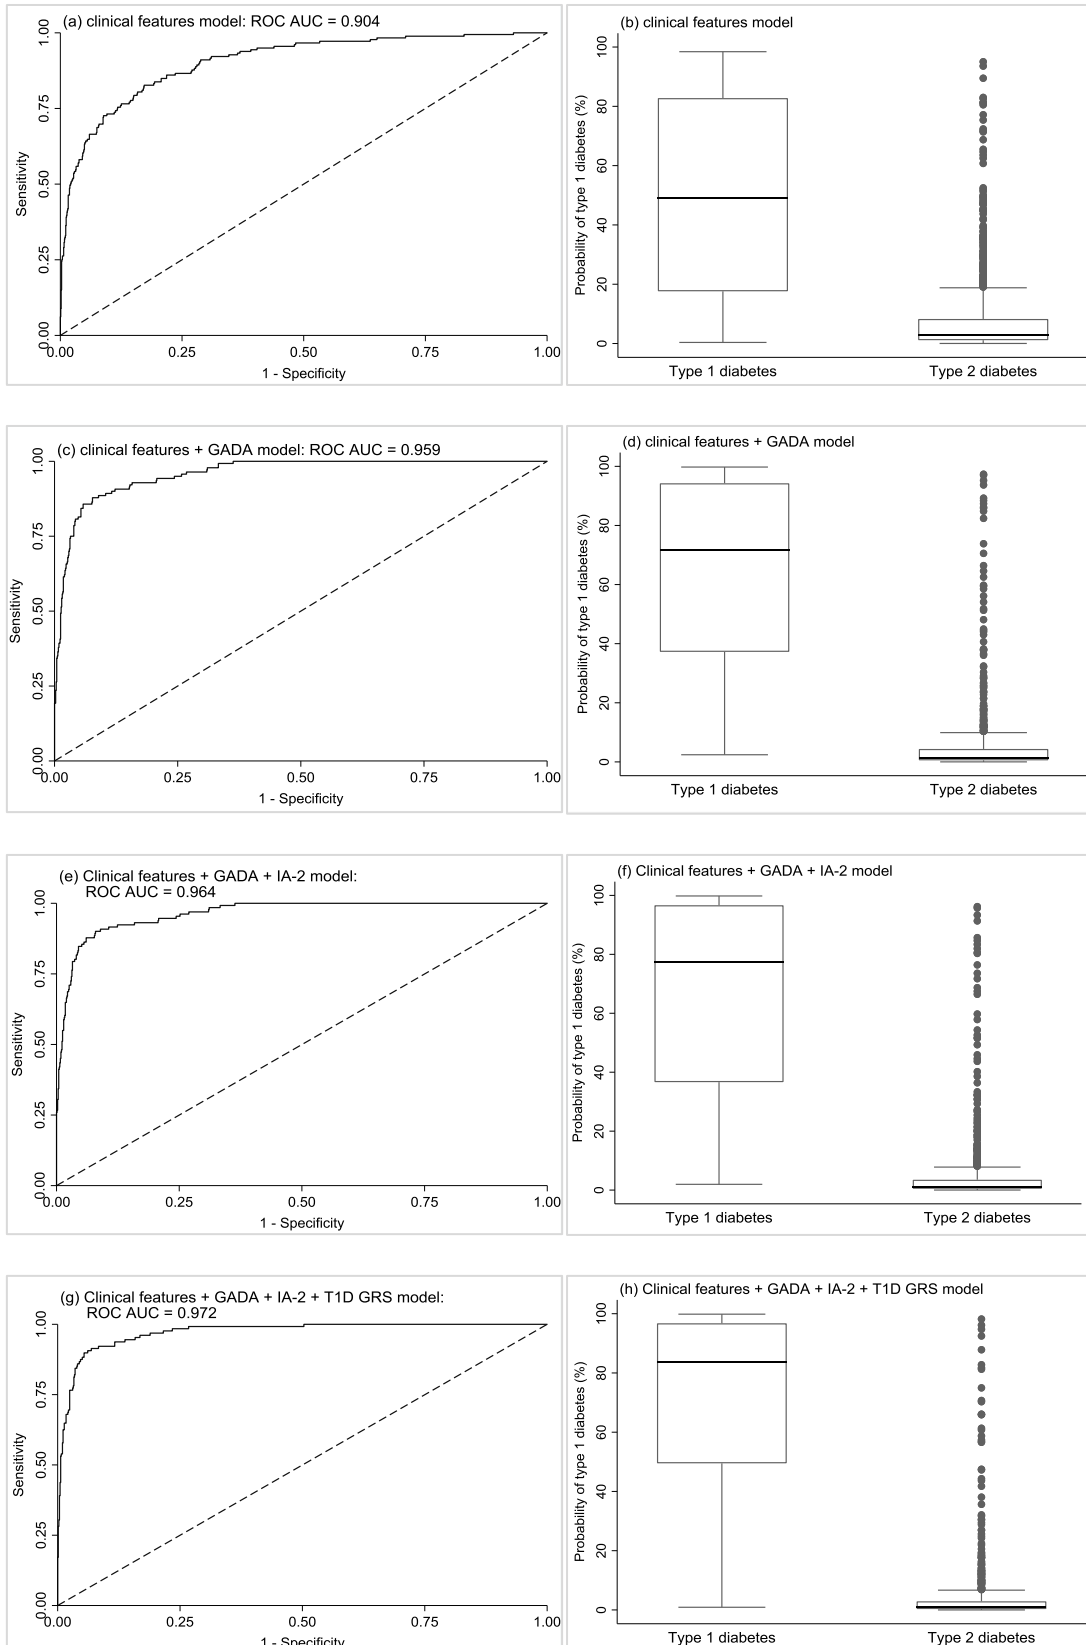 (a) clinical features model: ROC AUC = 0.904
1.00
0.75
0.50
0.25
0.00
Sensitivity
0.00 0.25 0.50 0.75 1.00
1 - Specificity
(b) clinical features model
100
80
60
40
20
0
Probability of type 1 diabetes (%)
Type 1 diabetes Type 2 diabetes
(c) clinical features + GADA model: ROC AUC = 0.959
1.00
0.75
0.50
0.25
0.00
Sensitivity
0.00 0.25 0.50 0.75 1.00
1 - Specificity
(d) clinical features + GADA model
100
80
60
40
20
0
Probability of type 1 diabetes (%)
Type 1 diabetes Type 2 diabetes
(e) Clinical features + GADA + IA-2 model:
ROC AUC = 0.964
1.00
0.75
0.50
0.25
0.00
Sensitivity
0.00 0.25 0.50 0.75 1.00
1 - Specificity
(f) Clinical features + GADA + IA-2 model
100
80
60
40
20
0
Probability of type 1 diabetes (%)
Type 1 diabetes Type 2 diabetes
(g) Clinical features + GADA + IA-2 + T1D GRS model:
ROC AUC = 0.972
1.00
0.75
0.50
0.25
0.00
Sensitivity
0.00 0.25 0.50 0.75 1.00
1 - Specificity
(h) Clinical features + GADA + IA-2 + T1D GRS model
100
80
60
40
20
0
Probability of type 1 diabetes (%)
Type 1 diabetes Type 2 diabetes